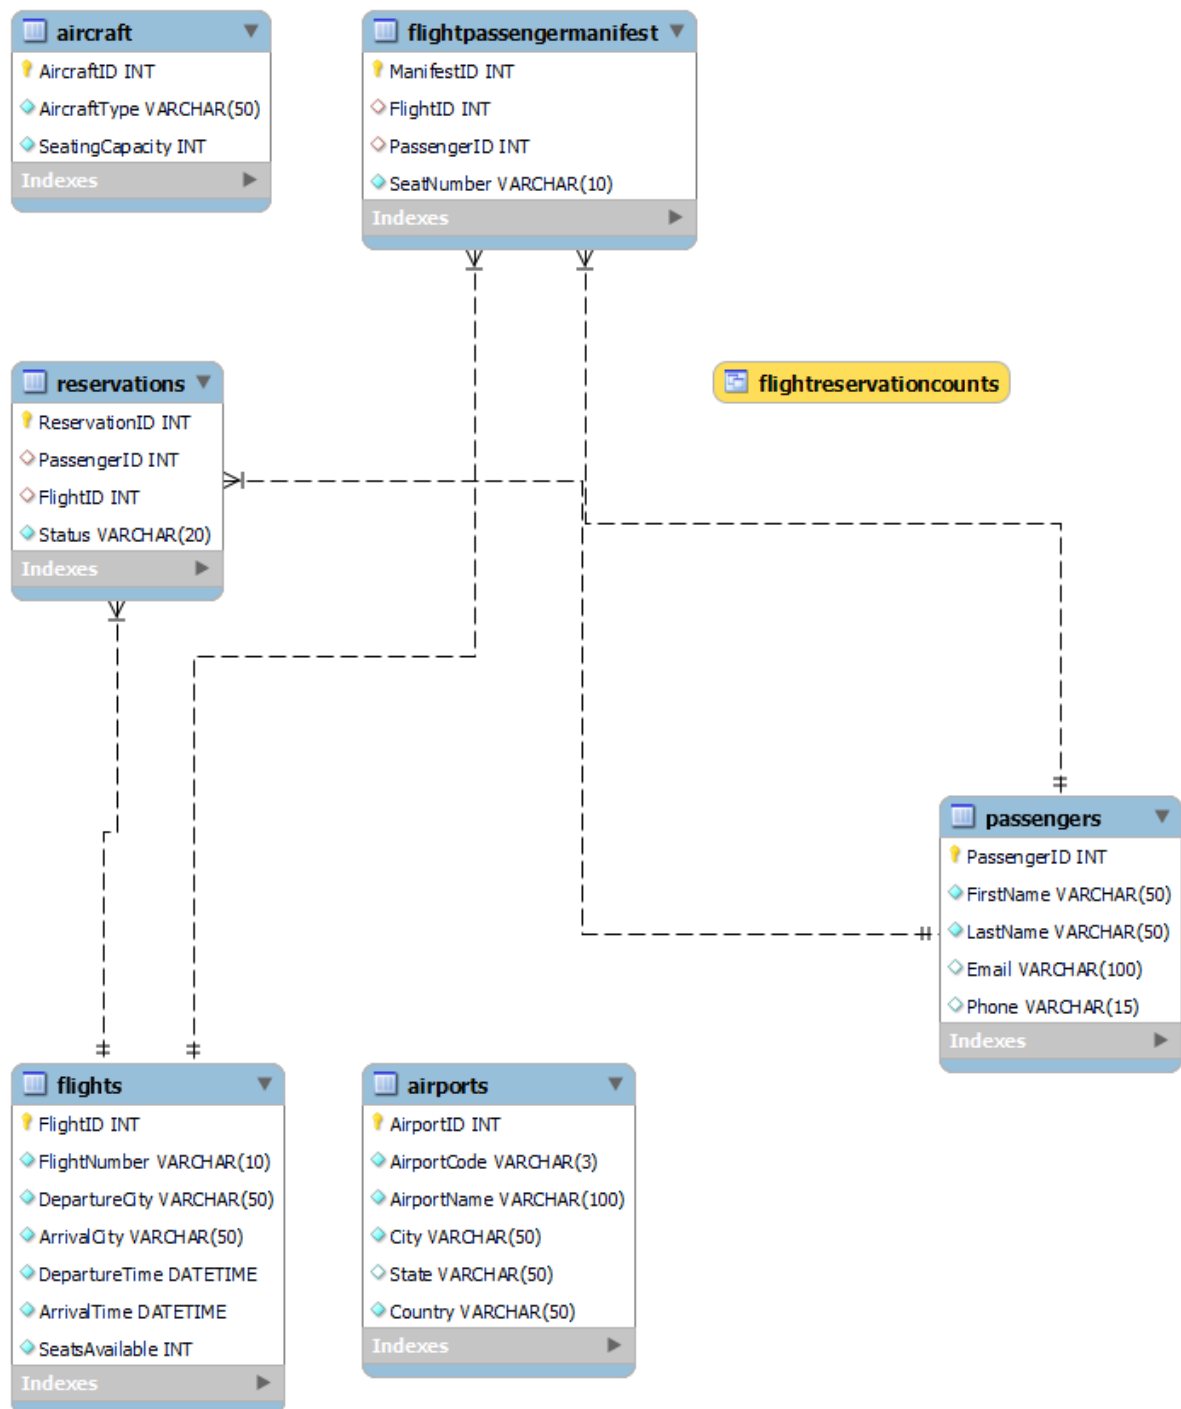 aircraft
AircraftID INT
AircraftType VARCHAR(50)
SeatingCapacity INT
Indexes
flightpassengermanifest
ManifestID INT
FlightID INT
PassengerID INT
SeatNumber VARCHAR(10)
Indexes
reservations
ReservationID INT
PassengerID INT
FlightID INT
Status VARCHAR(20)
Indexes
flightreservationcounts
passengers
PassengerID INT
FirstName VARCHAR(50)
LastName VARCHAR(50)
Email VARCHAR(100)
Phone VARCHAR(15)
Indexes
flights
FlightID INT
FlightNumber VARCHAR(10)
DepartureCity VARCHAR(50)
ArrivalCity VARCHAR(50)
DepartureTime DATETIME
ArrivalTime DATETIME
SeatsAvailable INT
Indexes
airports
AirportID INT
AirportCode VARCHAR(3)
AirportName VARCHAR(100)
City VARCHAR(50)
State VARCHAR(50)
Country VARCHAR(50)
Indexes